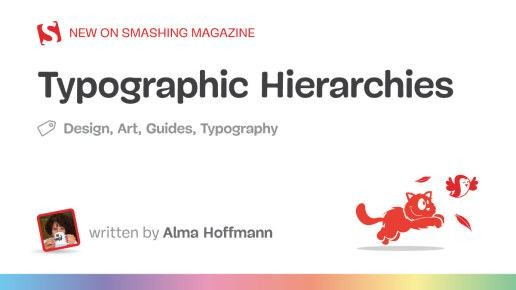 NEW ON SMASHING MAGAZINE
Typographic Hierarchies
Design, Art, Guides, Typography
written by Alma Hoffmann